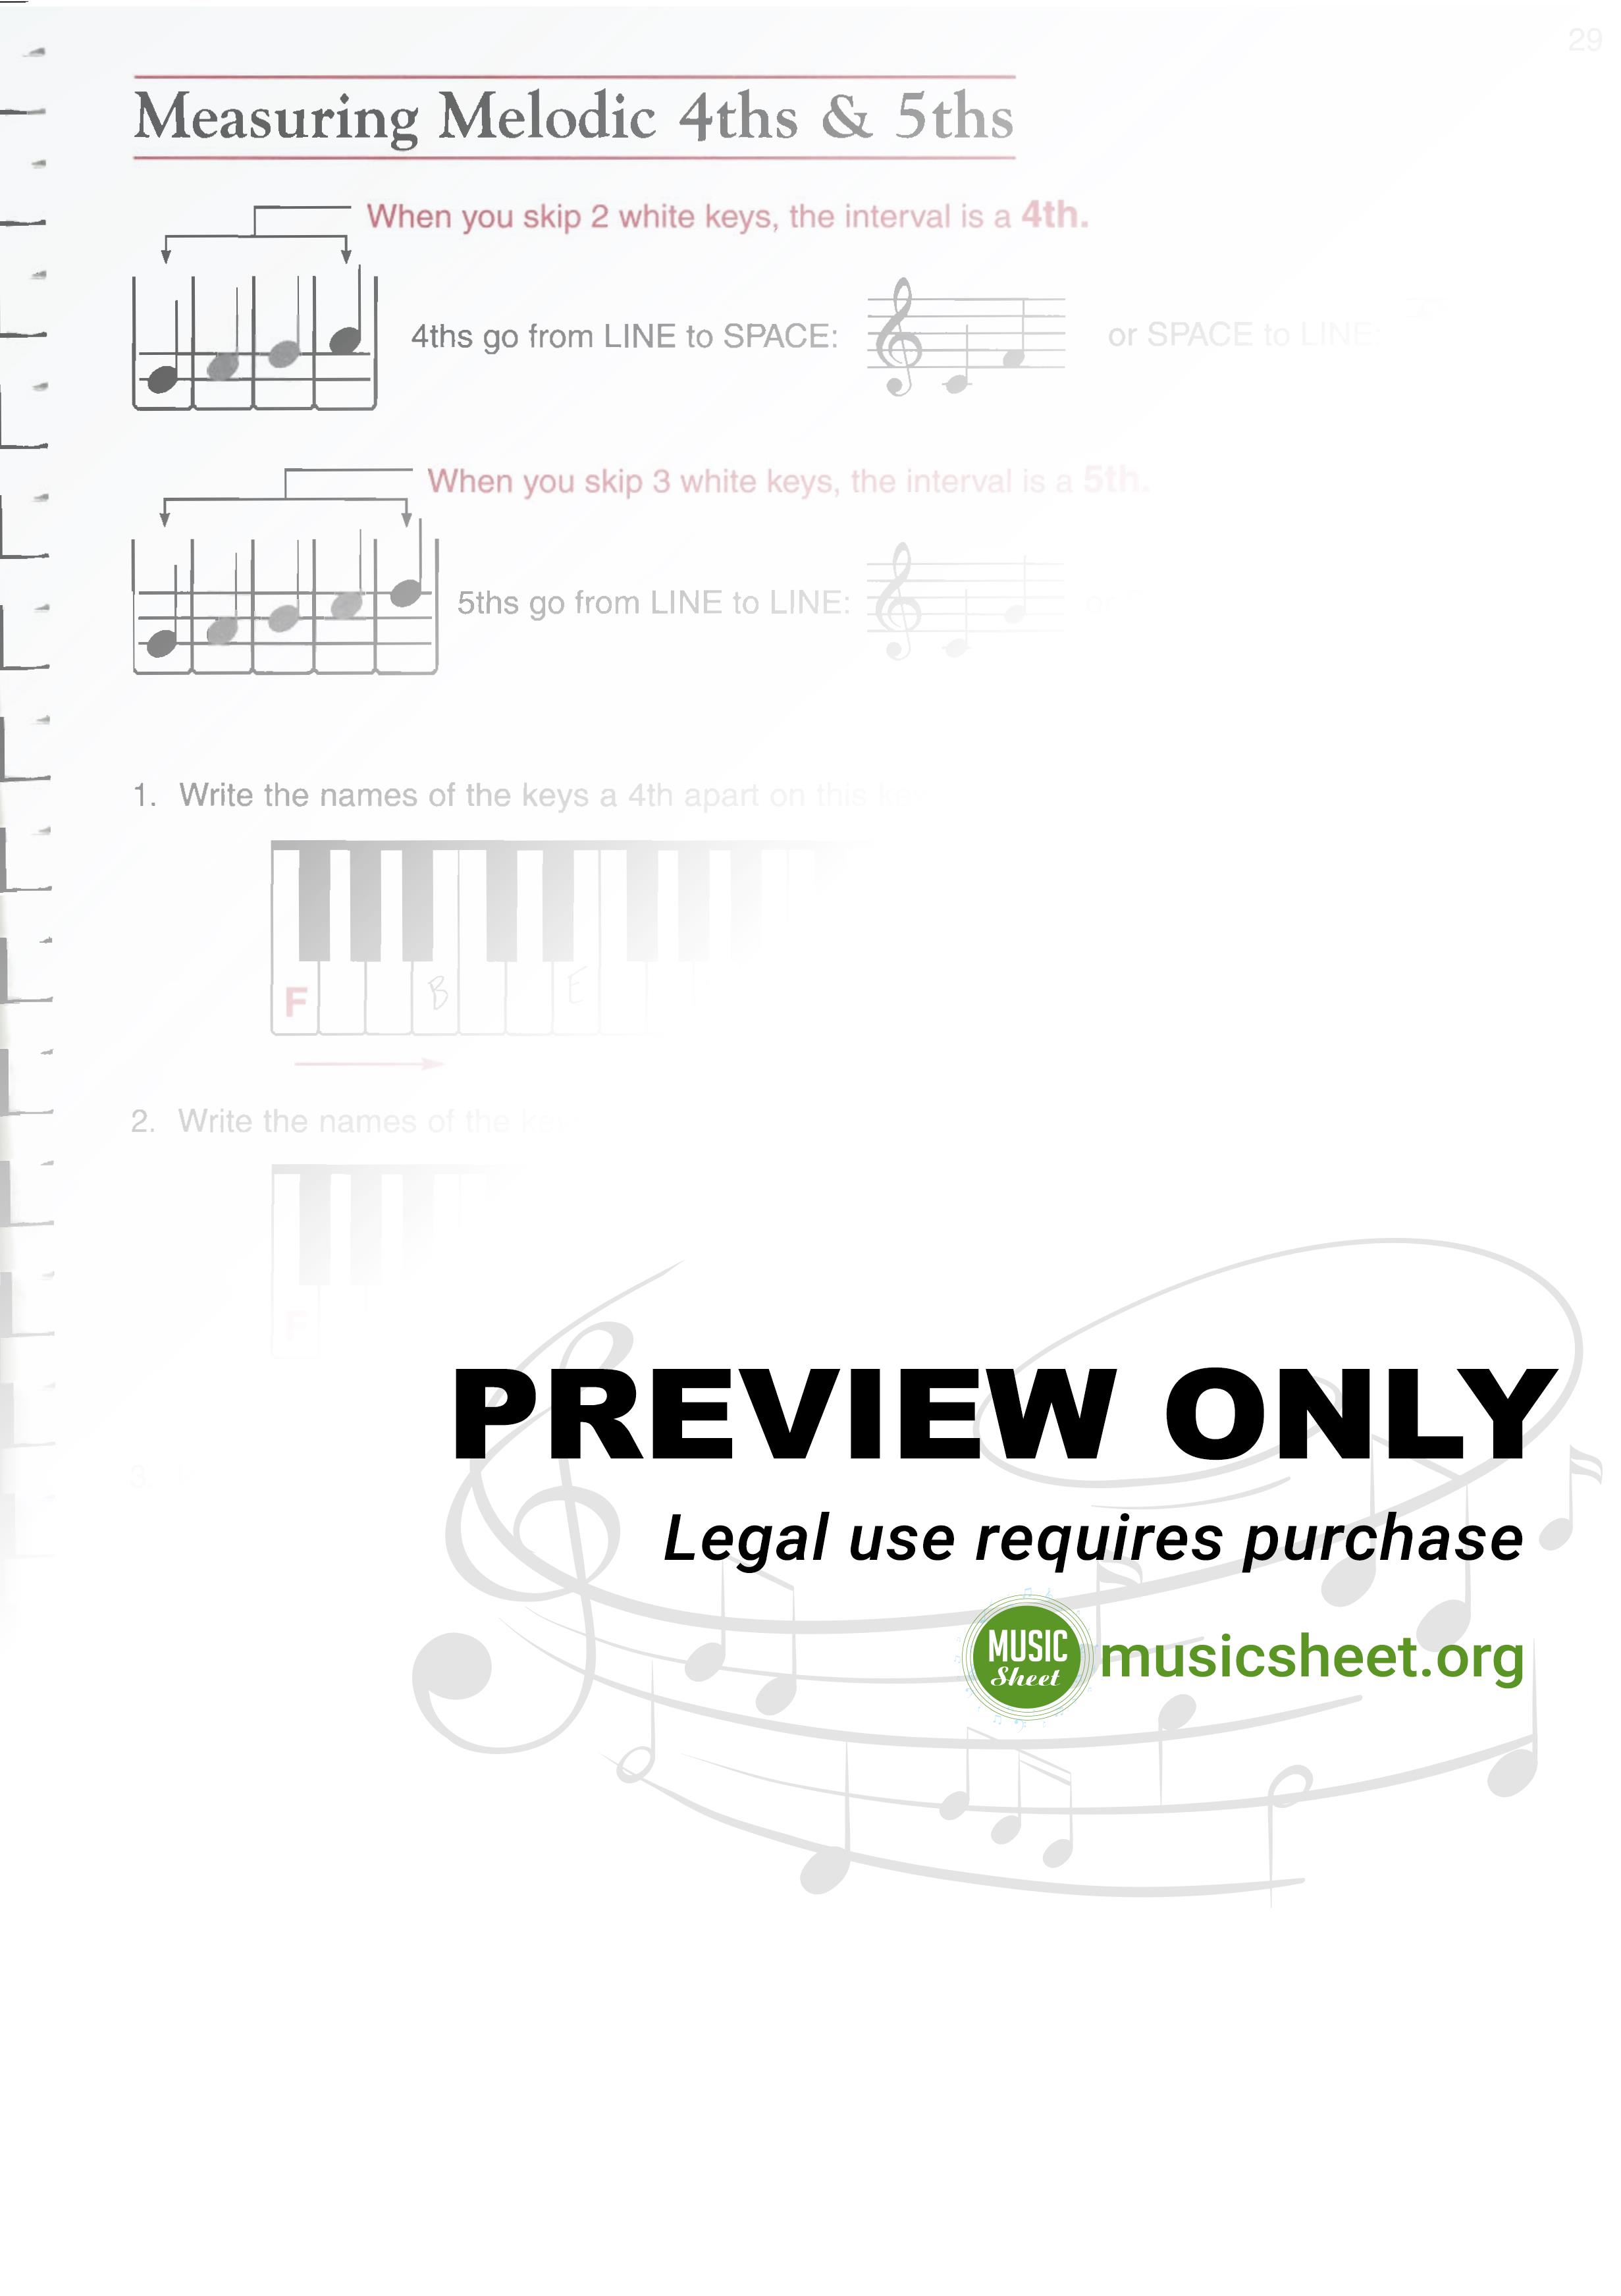 29
Measuring Melodic 4ths & 5ths
When you skip 2 white keys, the interval is a 4th.
4ths go from LINE to SPACE:
or SPACE to LINE:
When you skip 3 white keys, the interval is a 5th.
5ths go from LINE to LINE:
1. Write the names of the keys a 4th apart on this
F B E
2. Write the names of the
F
PREVIEW ONLY
3.
Legal use requires purchase
MUSIC
Sheet
musicsheet.org